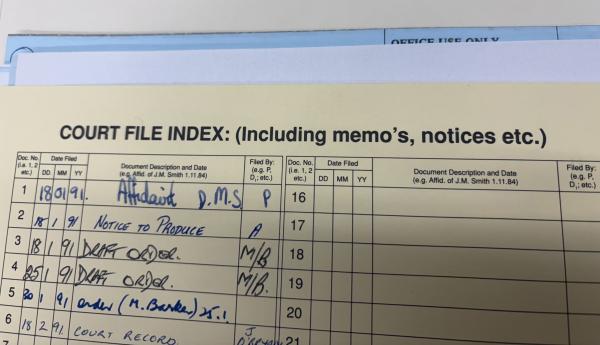 OFFICE USE ONLY
COURT FILE INDEX: (Including memo's, notices etc.)
Doc. No. (i.e. 1, 2 etc.) Date Filed DD MM YY Document Description and Date (e.g. Affid. of J.M. Smith 1.11.84) Filed By: (e.g. P, D,; etc.)
1 18 01 91. Affidavit D.M.S. P
2 18 1 91 NOTICE TO PRODUCE A
3 18 1 91 DRAFT ORDER. M/B
4 25 1 91 DRAFT ORDER. M/B.
5 30 1 91 order (M. Barker) 25.1
6 18 2 91. COURT RECORD J
Doc. No. (i.e. 1, 2 etc.) Date Filed DD MM YY Document Description and Date (e.g. Affid. of J.M. Smith 1.11.84) Filed By: (e.g. P, D,; etc.)
16
17
18
19
20
21